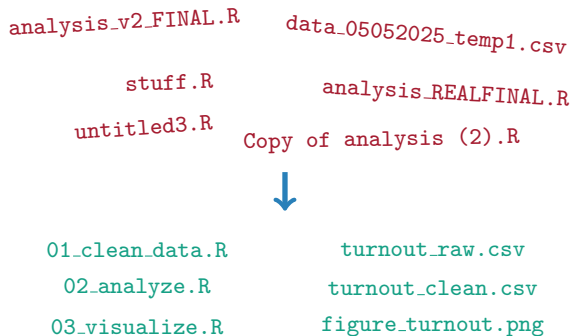 analysis_v2_FINAL.R
data_05052025_temp1.csv
stuff.R
analysis_REALFINAL.R
untitled3.R
Copy of analysis (2).R
01_clean_data.R
turnout_raw.csv
02_analyze.R
turnout_clean.csv
03_visualize.R
figure_turnout.png